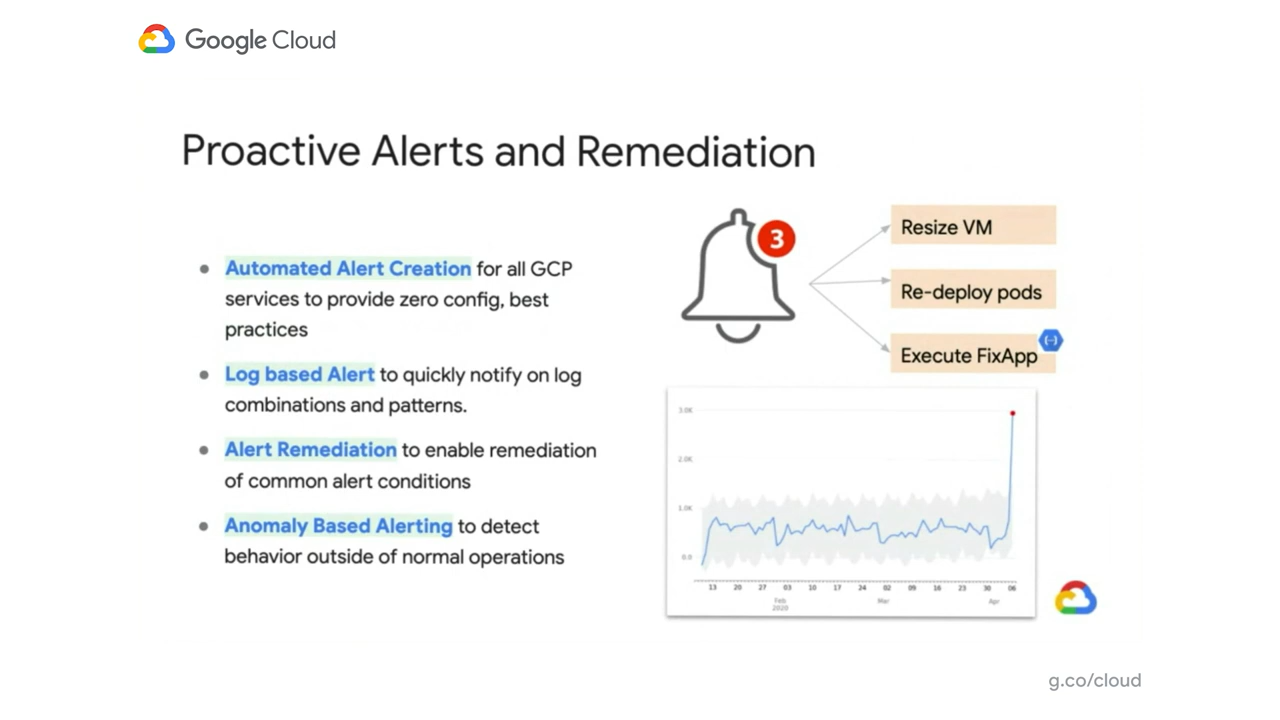 Google Cloud
Proactive Alerts and Remediation
Automated Alert Creation for all GCP
services to provide zero config, best
practices
Log based Alert to quickly notify on log
combinations and patterns.
Alert Remediation to enable remediation
of common alert conditions
Anomaly Based Alerting to detect
behavior outside of normal operations
3
Resize VM
Re-deploy pods
Execute FixApp
3.0K
2.0K
1.0K
0.0
13 20 27 03 10 17 24 02 09 16 23 30 06
Feb Mar Apr
2020
g.co/cloud